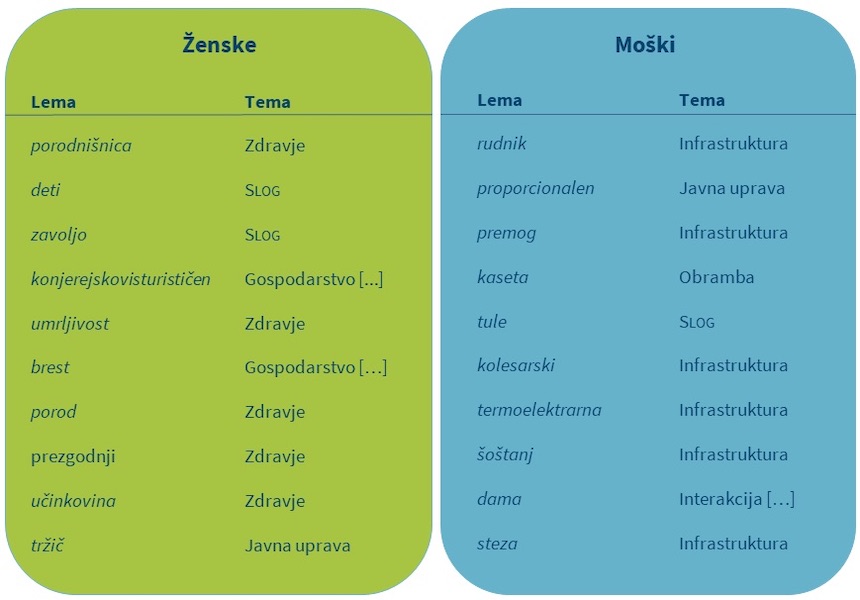 Ženske
Lema Tema
porodnišnica Zdravje
deti SLOG
zavoljo SLOG
konjerejskovisturističen Gospodarstvo [...]
umrljivost Zdravje
brest Gospodarstvo […]
porod Zdravje
prezgodnji Zdravje
učinkovina Zdravje
tržič Javna uprava
Moški
Lema Tema
rudnik Infrastruktura
proporcionalen Javna uprava
premog Infrastruktura
kaseta Obramba
tule SLOG
kolesarski Infrastruktura
termoelektrarna Infrastruktura
šoštanj Infrastruktura
dama Interakcija […]
steza Infrastruktura